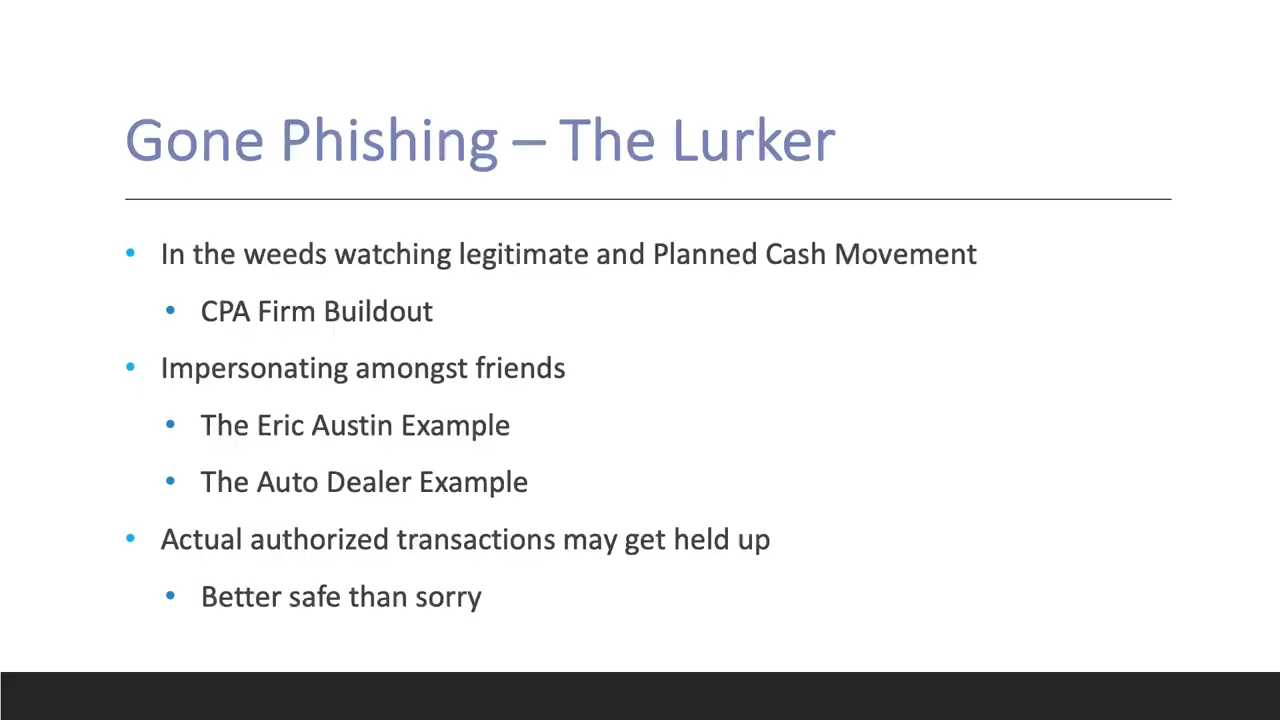 Gone Phishing – The Lurker
• In the weeds watching legitimate and Planned Cash Movement
• CPA Firm Buildout
• Impersonating amongst friends
• The Eric Austin Example
• The Auto Dealer Example
• Actual authorized transactions may get held up
• Better safe than sorry